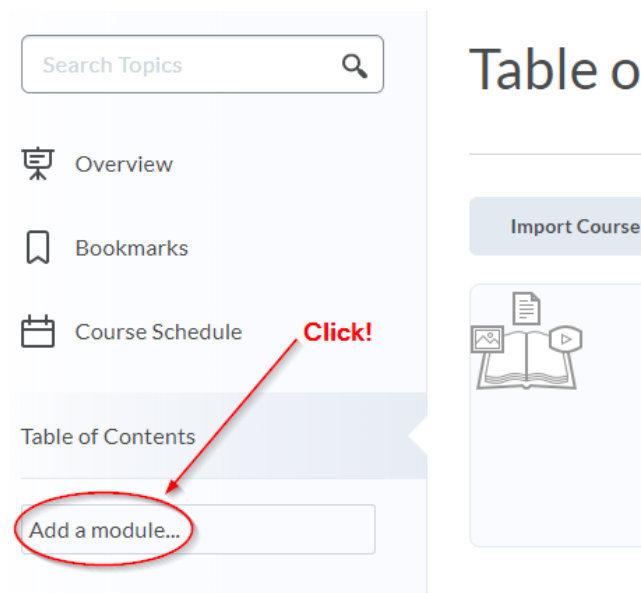 Search Topics
Overview
Bookmarks
Course Schedule
Click!
Table of Contents
Add a module...
Table o
Import Course